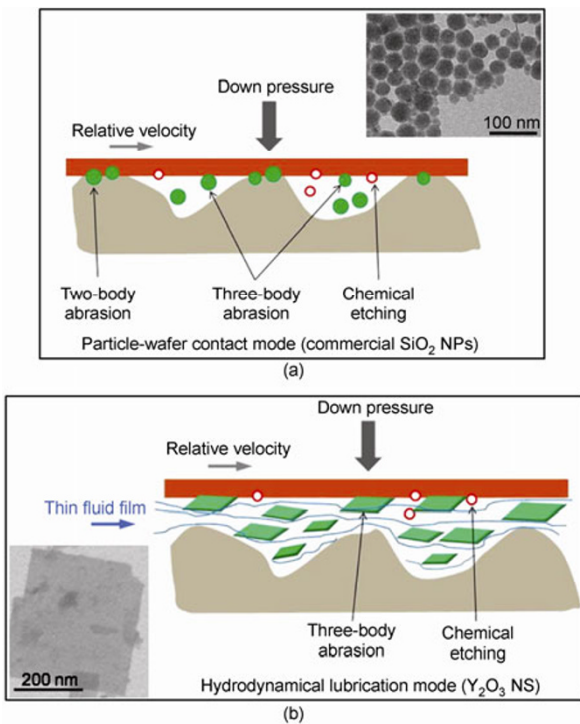 Down pressure
Relative velocity
100 nm
Two-body
abrasion
Three-body
abrasion
Chemical
etching
Particle-wafer contact mode (commercial SiO₂ NPs)
(a)
Down pressure
Relative velocity
Thin fluid film
200 nm
Three-body
abrasion
Chemical
etching
Hydrodynamical lubrication mode (Y₂O₃ NS)
(b)